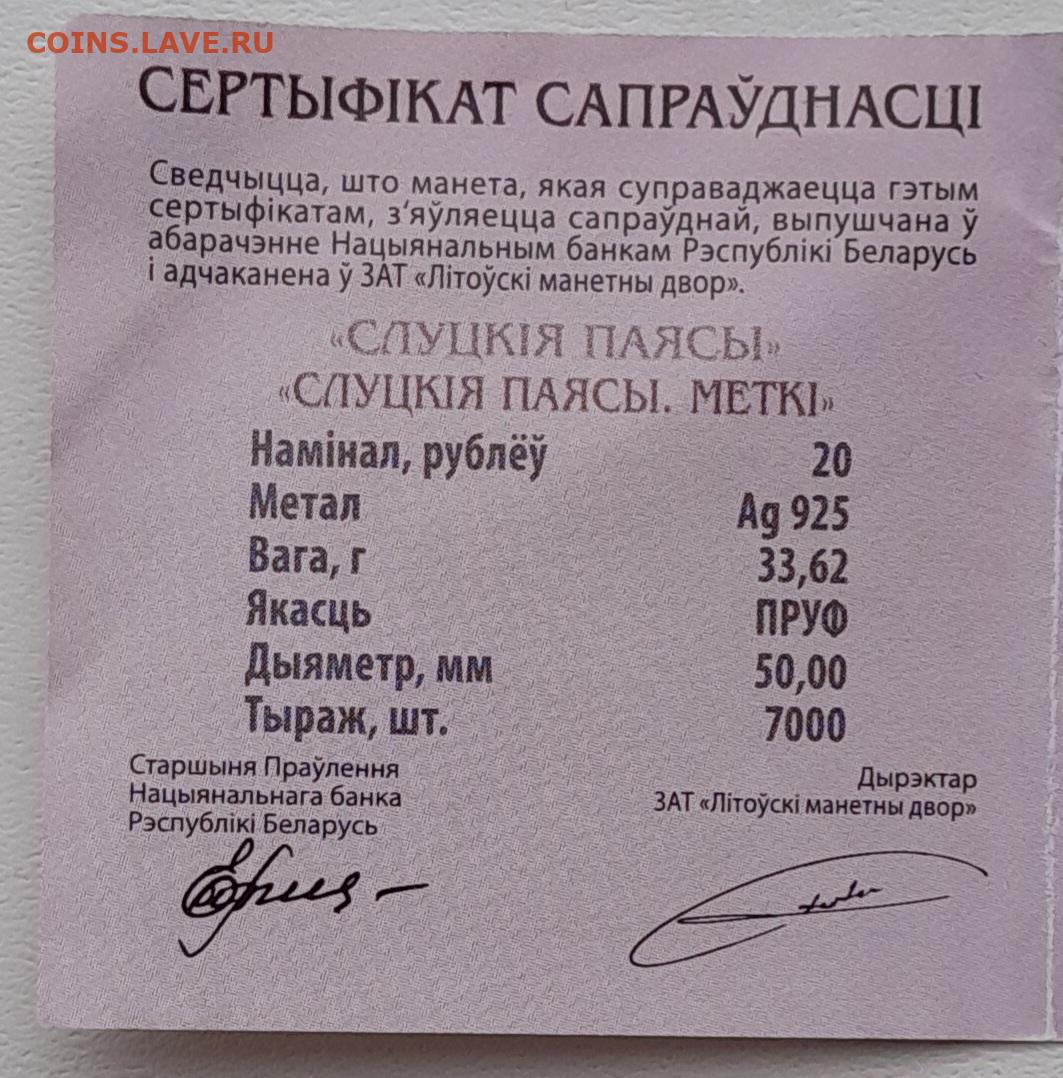 COINS.LAVE.RU
СЕРТЫФІКАТ САПРАЎДНАСЦІ
Сведчыцца, што манета, якая суправаджаецца гэтым
сертыфікатам, з‘яўляецца сапраўднай, выпушчана ў
абарачэнне Нацыянальным банкам Рэспублікі Беларусь
і адчаканена ў ЗАТ «Літоўскі манетны двор».
«СЛУЦКІЯ ПАЯСЫ»
«СЛУЦКІЯ ПАЯСЫ. МЕТКІ»
Намінал, рублёў 20
Метал Ag 925
Вага, г 33,62
Якасць ПРУФ
Дыяметр, мм 50,00
Тыраж, шт. 7000
Старшыня Праўлення
Нацыянальнага банка
Рэспублікі Беларусь
Дырэктар
ЗАТ «Літоўскі манетны двор»